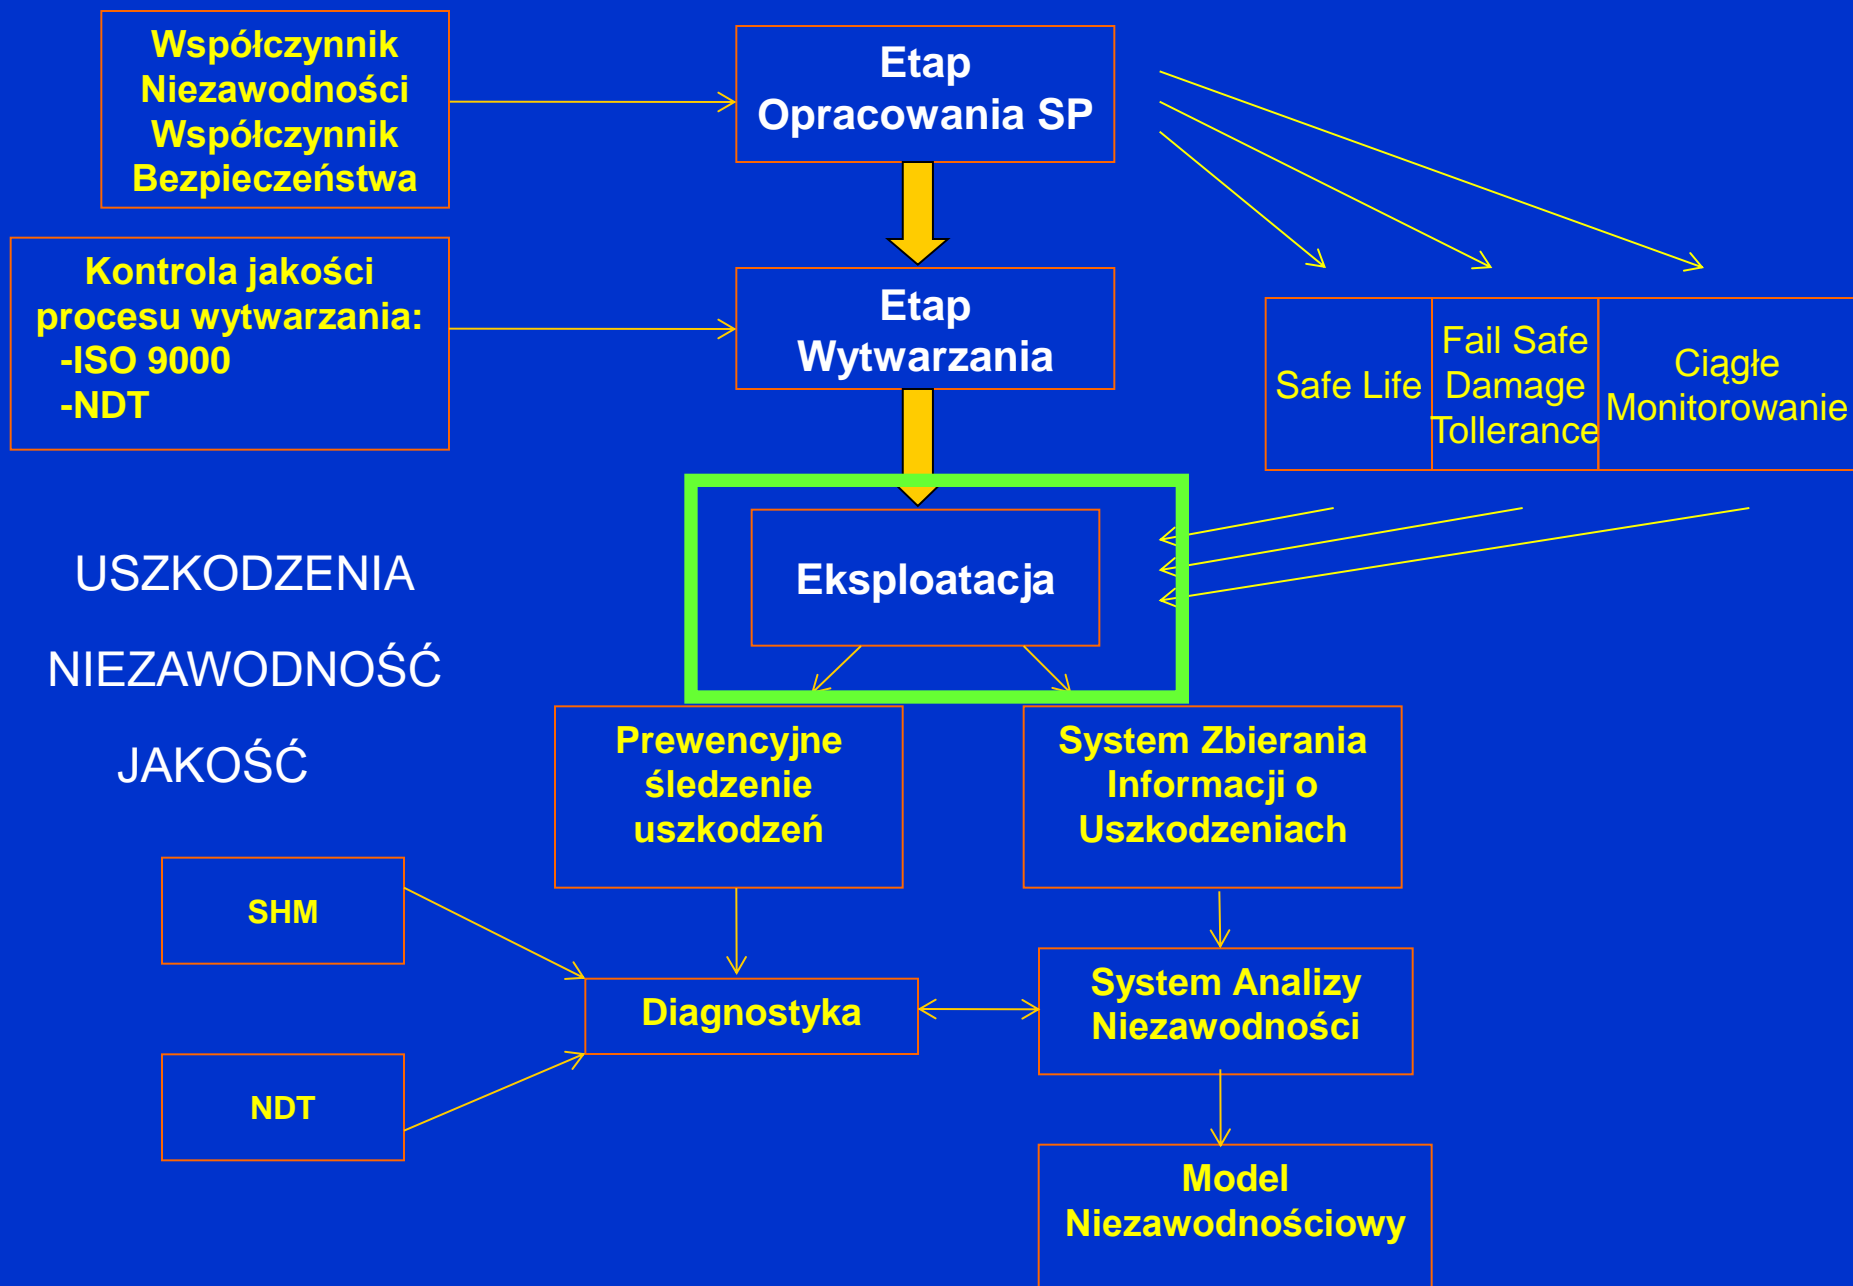 Współczynnik
Niezawodności
Współczynnik
Bezpieczeństwa
Etap
Opracowania SP
Kontrola jakości
procesu wytwarzania:
-ISO 9000
-NDT
Etap
Wytwarzania
Safe Life
Fail Safe
Damage
Tollerance
Ciągłe
Monitorowanie
USZKODZENIA
NIEZAWODNOŚĆ
JAKOŚĆ
Eksploatacja
Prewencyjne
śledzenie
uszkodzeń
System Zbierania
Informacji o
Uszkodzeniach
SHM
Diagnostyka
System Analizy
Niezawodności
NDT
Model
Niezawodnościowy